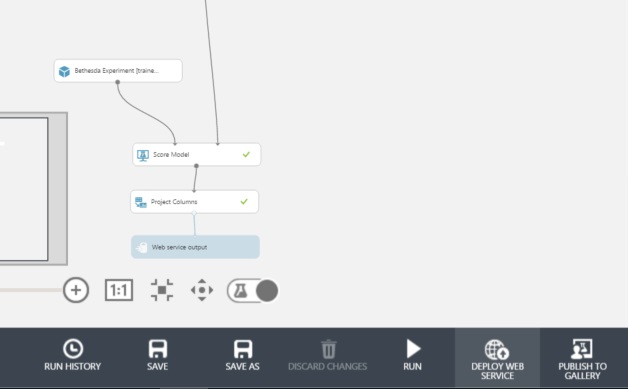 Bethesda Experiment [traine...
Score Model
Project Columns
Web service output
1:1
RUN HISTORY
SAVE
SAVE AS
DISCARD CHANGES
RUN
DEPLOY WEB
SERVICE
PUBLISH TO
GALLERY